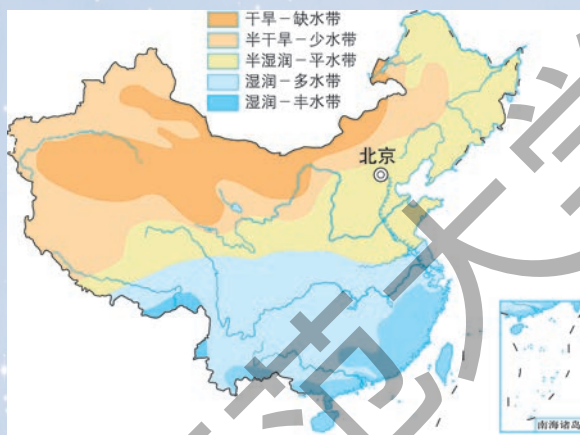 干旱－缺水带
半干旱－少水带
半湿润－平水带
湿润－多水带
湿润－丰水带
北京
南海诸岛